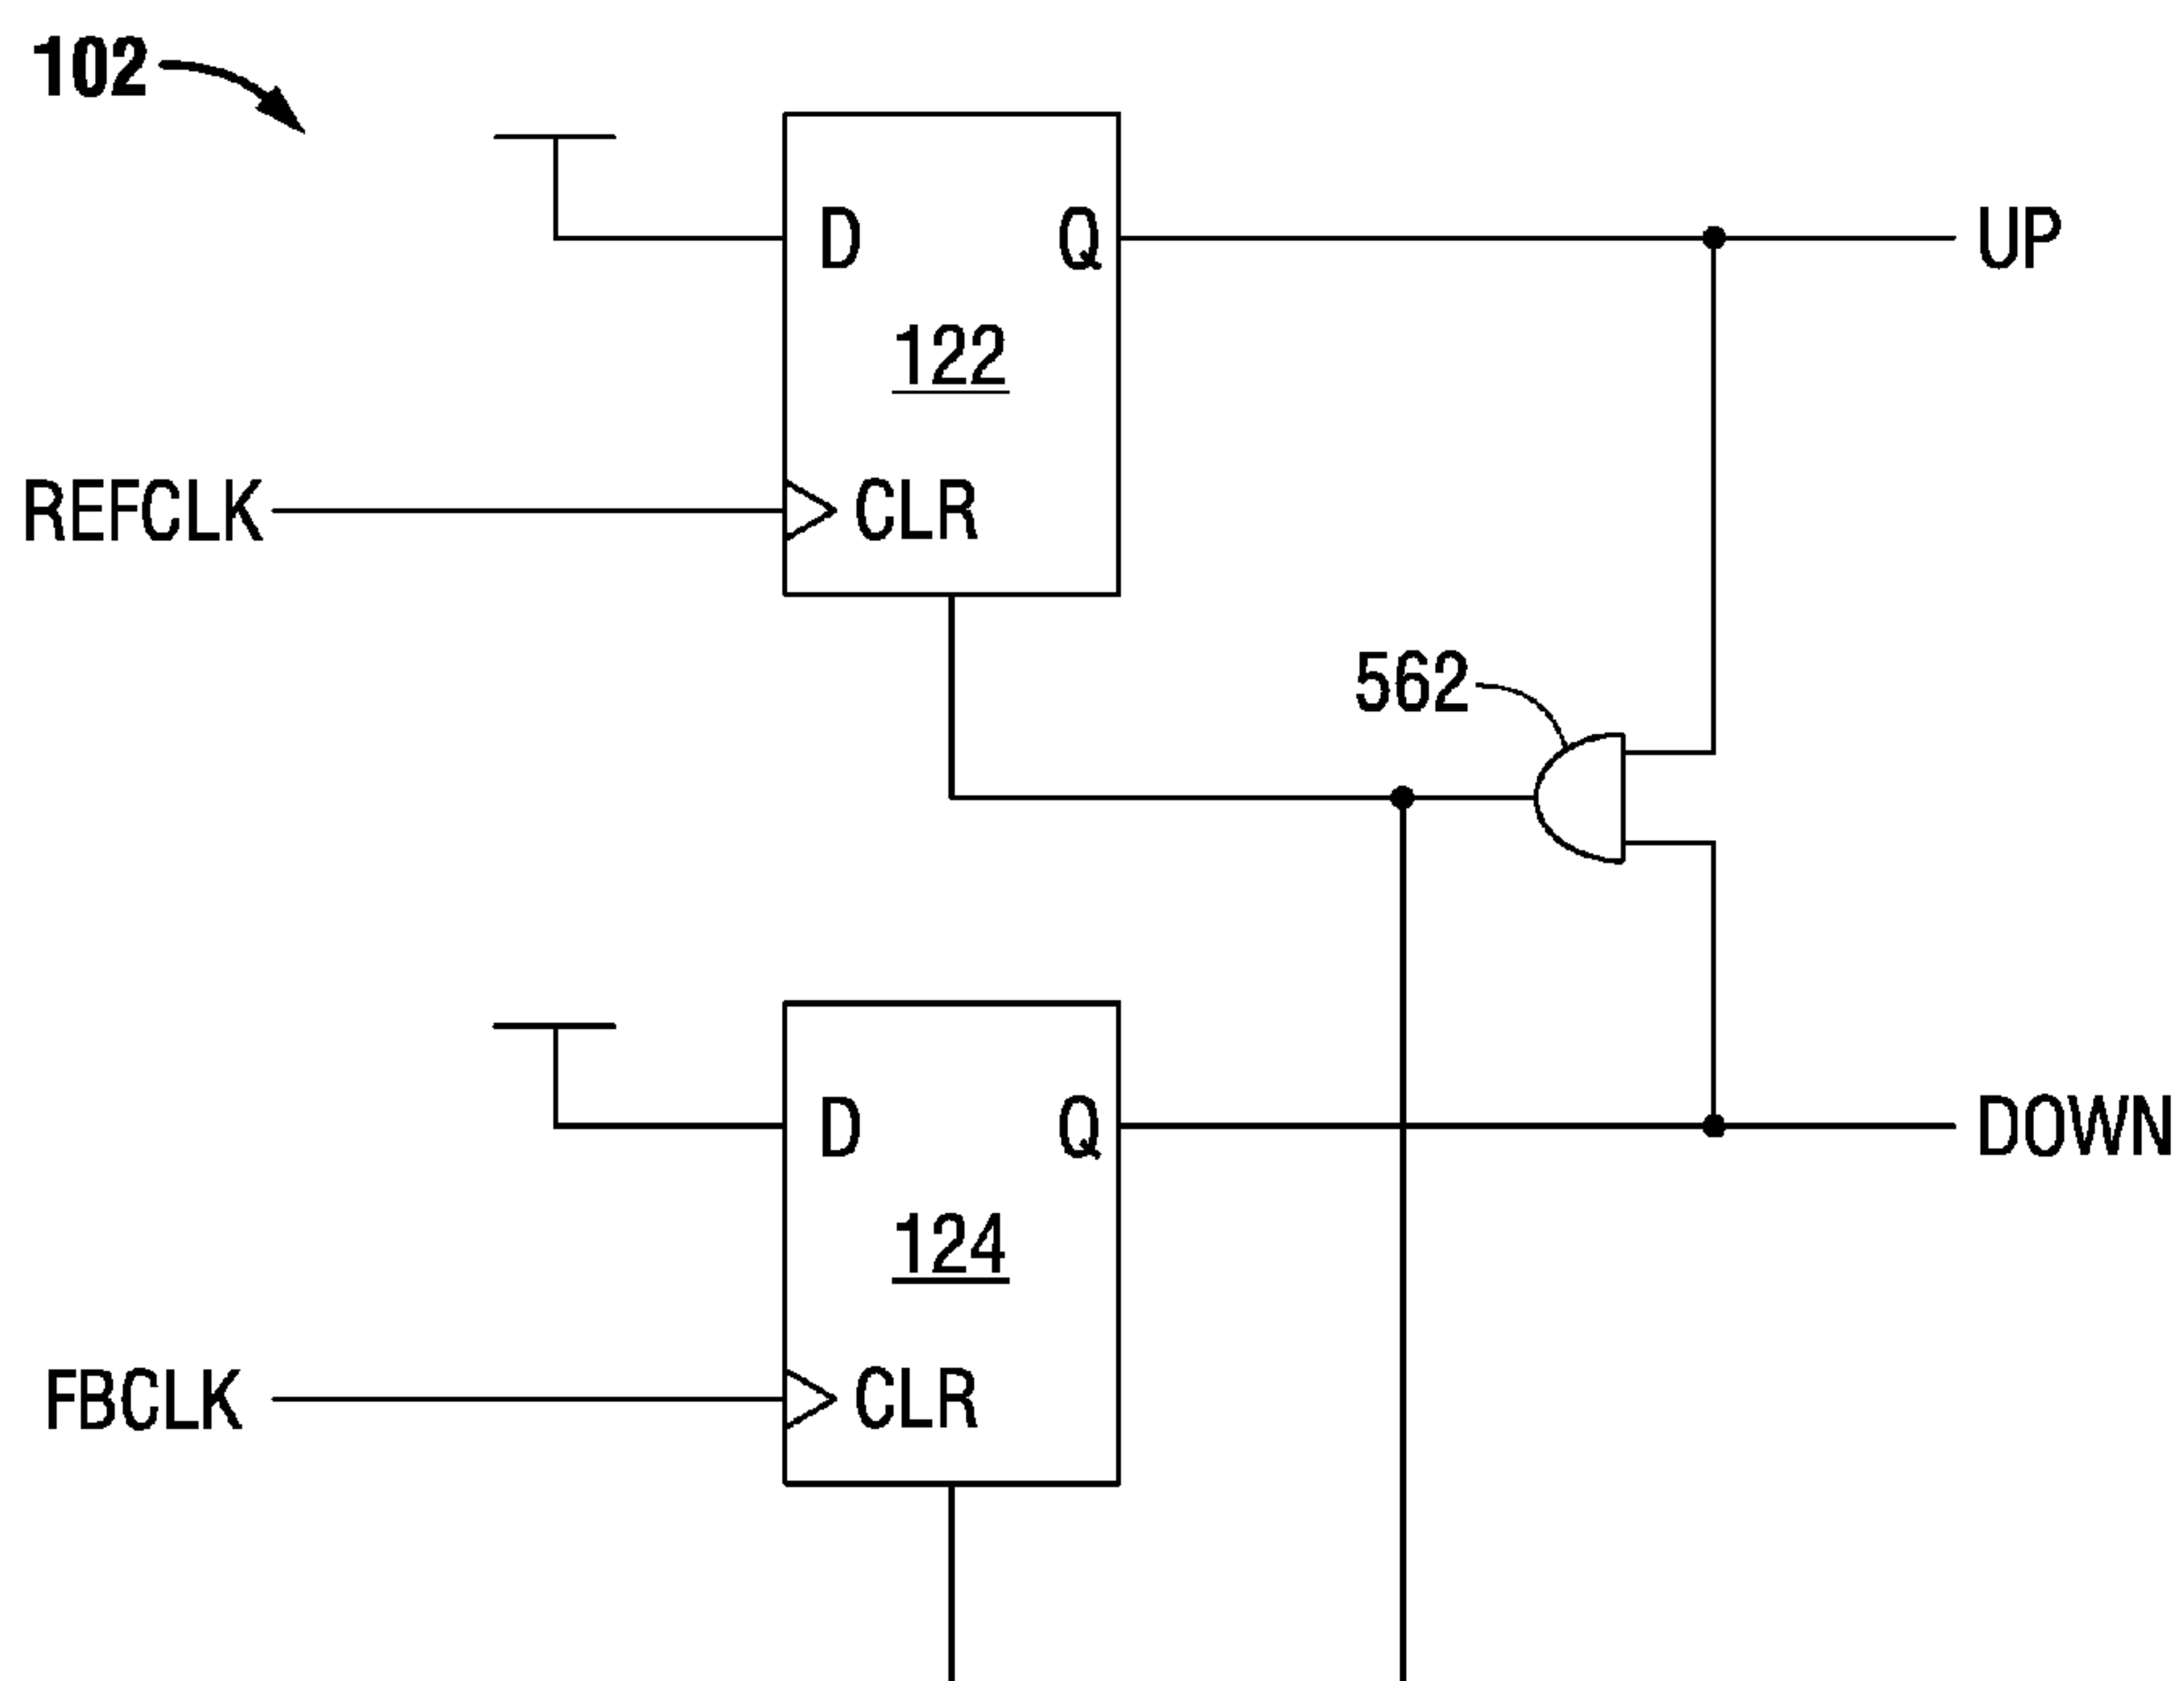 102
D Q UP
122
REFCLK CLR
562
D Q DOWN
124
FBCLK CLR